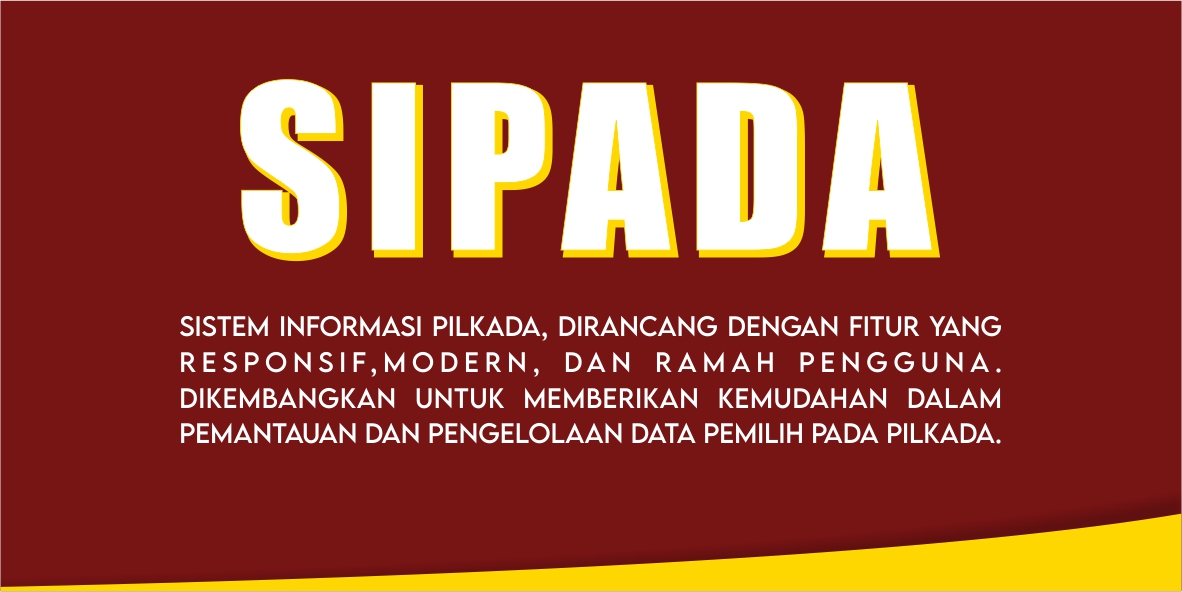 SIPADA
SISTEM INFORMASI PILKADA, DIRANCANG DENGAN FITUR YANG
RESPONSIF,MODERN, DAN RAMAH PENGGUNA.
DIKEMBANGKAN UNTUK MEMBERIKAN KEMUDAHAN DALAM
PEMANTAUAN DAN PENGELOLAAN DATA PEMILIH PADA PILKADA.